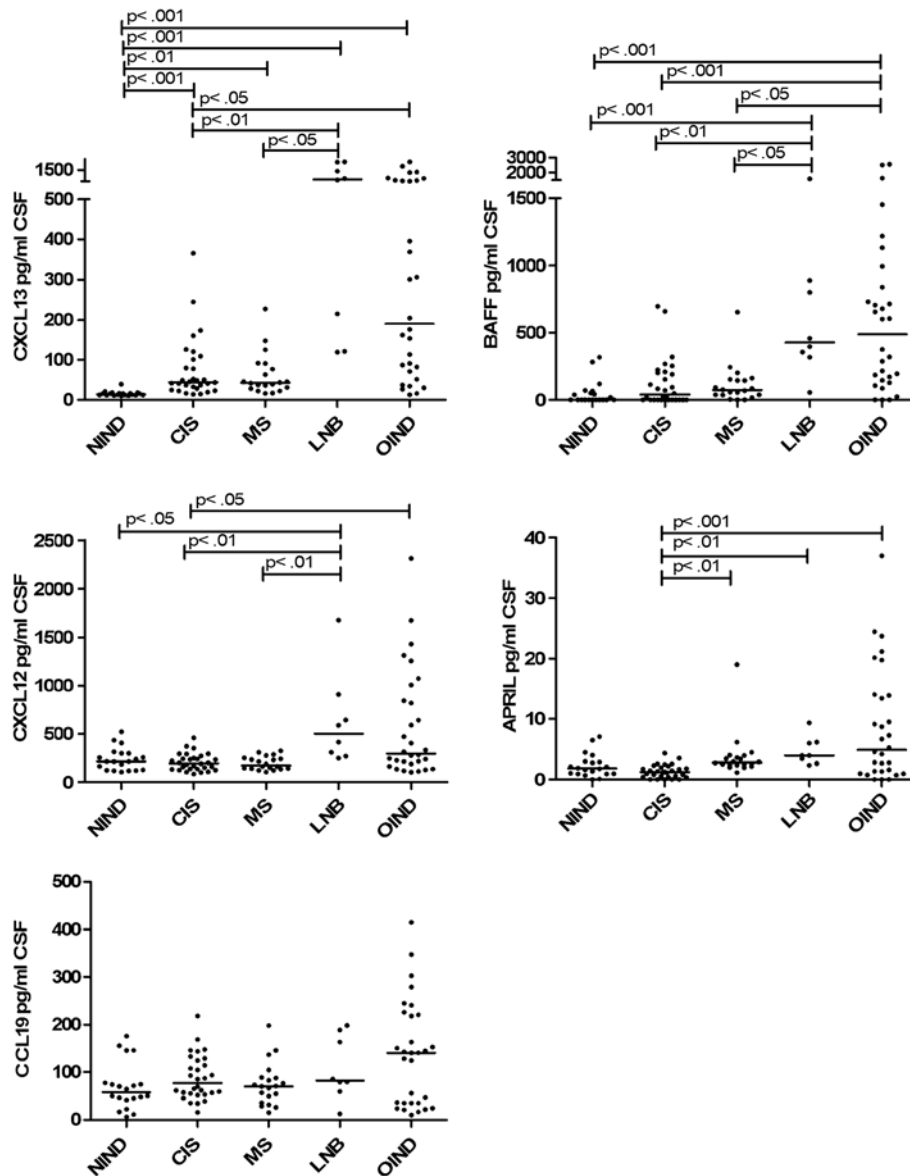 p< .001
p< .001
p< .01
p< .001
p< .05
p< .01
p< .05
CXCL13 pg/ml CSF
1500
500
400
300
200
100
0
NIND CIS MS LNB OIND
p< .001
p< .001
p< .05
p< .001
p< .01
p< .05
BAFF pg/ml CSF
3000
2000
1500
1000
500
0
NIND CIS MS LNB OIND
p< .05
p< .05
p< .01
p< .01
CXCL12 pg/ml CSF
2500
2000
1500
1000
500
0
NIND CIS MS LNB OIND
p< .001
p< .01
p< .01
APRIL pg/ml CSF
40
30
20
10
0
NIND CIS MS LNB OIND
CCL19 pg/ml CSF
500
400
300
200
100
0
NIND CIS MS LNB OIND